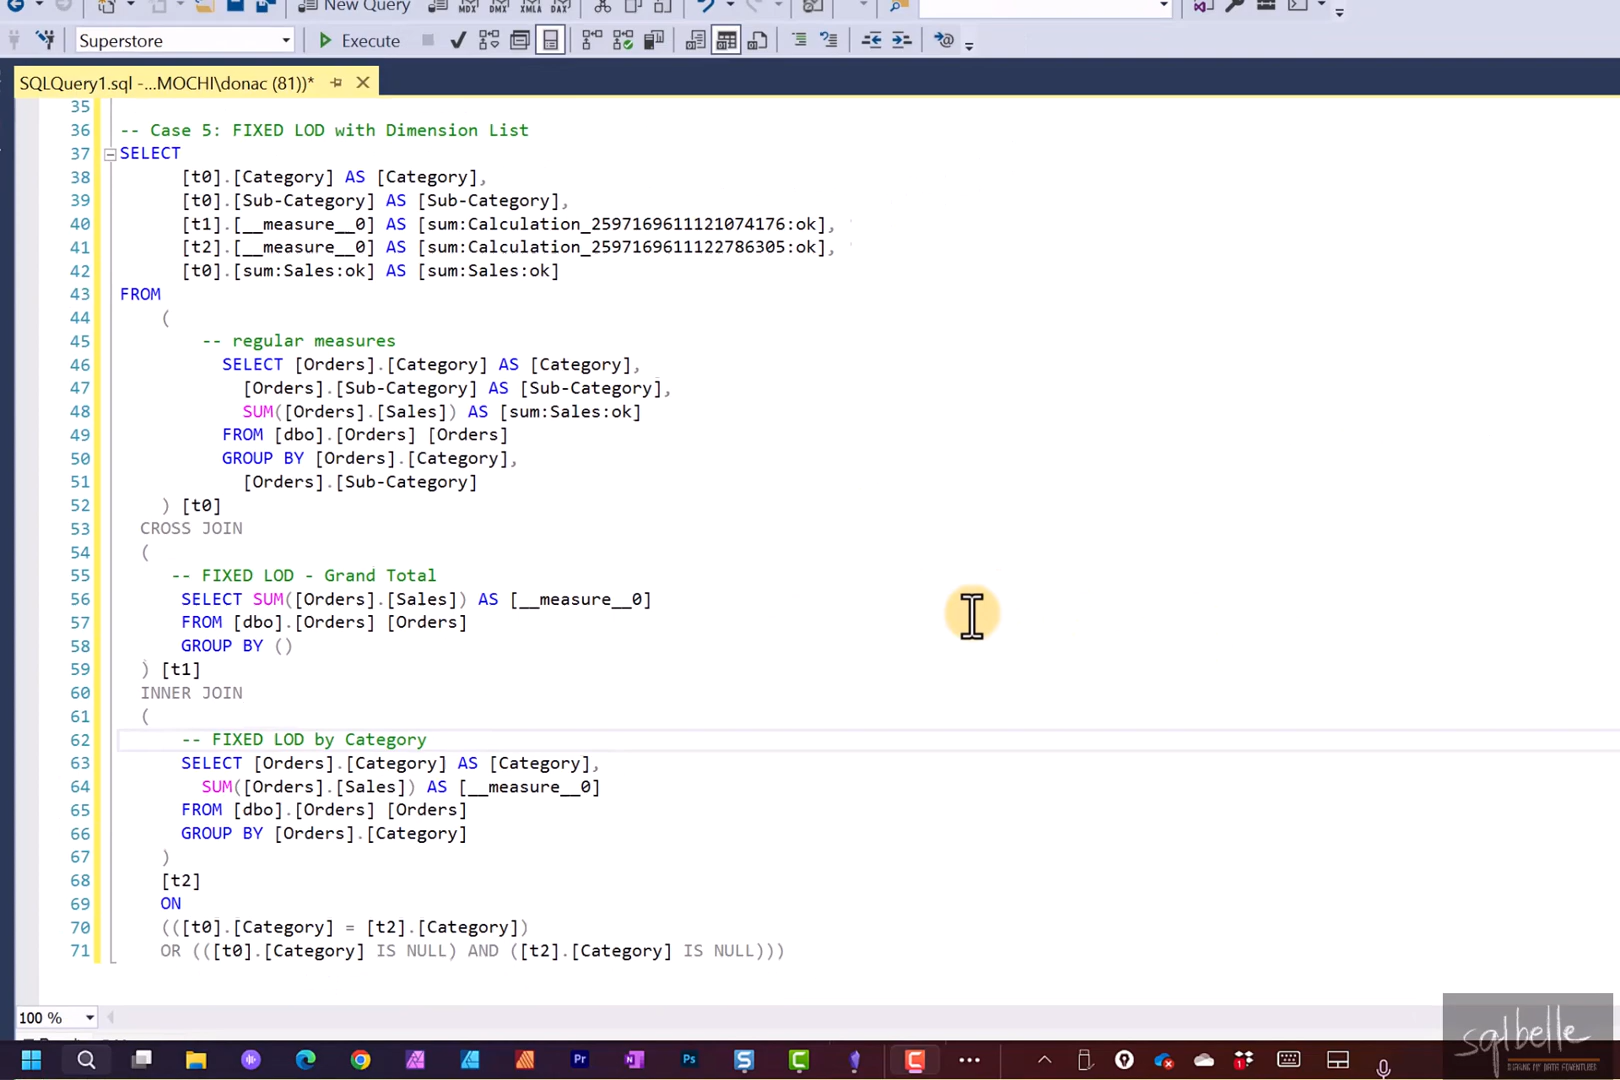 New Query
MDX DMX XMLA DAX
Superstore
Execute
SQLQuery1.sql -...MOCHI\donac (81))*
35
36 -- Case 5: FIXED LOD with Dimension List
37 SELECT
38 [t0].[Category] AS [Category],
39 [t0].[Sub-Category] AS [Sub-Category],
40 [t1].[__measure__0] AS [sum:Calculation_2597169611121074176:ok],
41 [t2].[__measure__0] AS [sum:Calculation_2597169611122786305:ok],
42 [t0].[sum:Sales:ok] AS [sum:Sales:ok]
43 FROM
44 (
45 -- regular measures
46 SELECT [Orders].[Category] AS [Category],
47 [Orders].[Sub-Category] AS [Sub-Category],
48 SUM([Orders].[Sales]) AS [sum:Sales:ok]
49 FROM [dbo].[Orders] [Orders]
50 GROUP BY [Orders].[Category],
51 [Orders].[Sub-Category]
52 ) [t0]
53 CROSS JOIN
54 (
55 -- FIXED LOD - Grand Total
56 SELECT SUM([Orders].[Sales]) AS [__measure__0]
57 FROM [dbo].[Orders] [Orders]
58 GROUP BY ()
59 ) [t1]
60 INNER JOIN
61 (
62 -- FIXED LOD by Category
63 SELECT [Orders].[Category] AS [Category],
64 SUM([Orders].[Sales]) AS [__measure__0]
65 FROM [dbo].[Orders] [Orders]
66 GROUP BY [Orders].[Category]
67 )
68 [t2]
69 ON
70 (([t0].[Category] = [t2].[Category])
71 OR (([t0].[Category] IS NULL) AND ([t2].[Category] IS NULL)))
100 %
sqlbelle
Pr
Ps